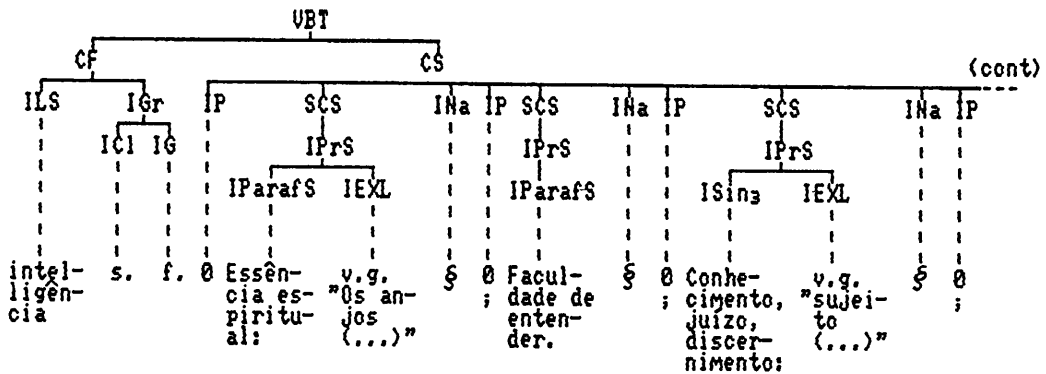 VBT
CF CS
(cont)
ILS IGr IP SCS INa IP SCS INa IP SCS INa IP
ICl IG IPrS IPrS IPrS
IParafS IEXL IParafS ISin3 IEXL
intel- s. f. 0 Essên- v.g. § 0 Facul- § 0 Conhe- v.g. § 0
ligên- cia es- "Os an- ; dade de ; cimento, "sujei- ;
cia piritu- jos enten- juízo, to
al: (...)" der. discer- (...)"
nimento: